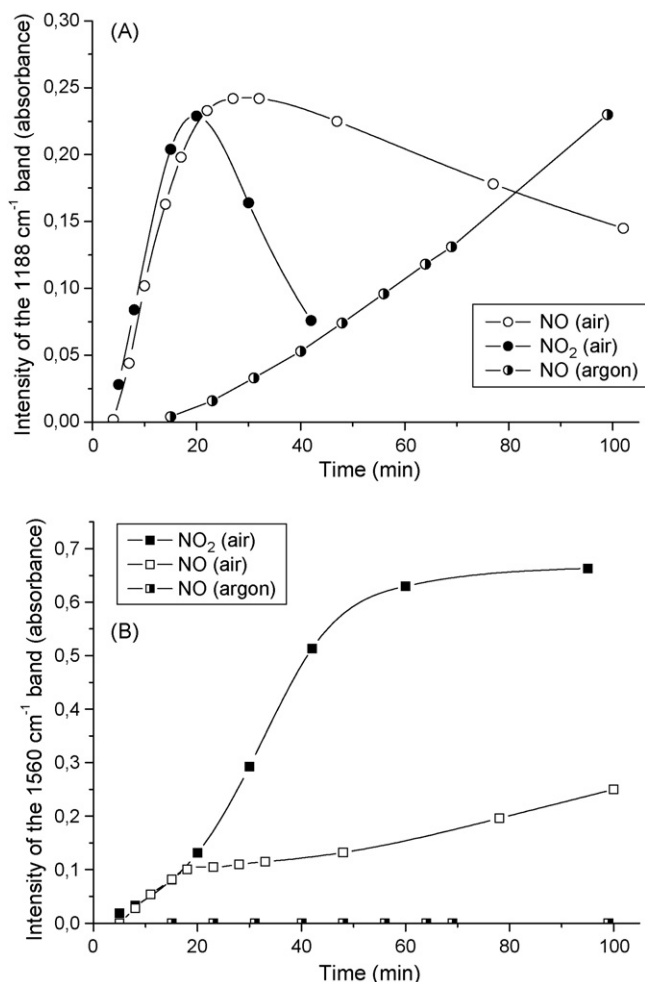 (A)
Intensity of the 1188 cm⁻¹ band (absorbance)
0,30
0,25
0,20
0,15
0,10
0,05
0,00
NO (air)
NO₂ (air)
NO (argon)
0 20 40 60 80 100
Time (min)
NO₂ (air)
NO (air)
NO (argon)
(B)
Intensity of the 1560 cm⁻¹ band (absorbance)
0,7
0,6
0,5
0,4
0,3
0,2
0,1
0,0
0 20 40 60 80 100
Time (min)